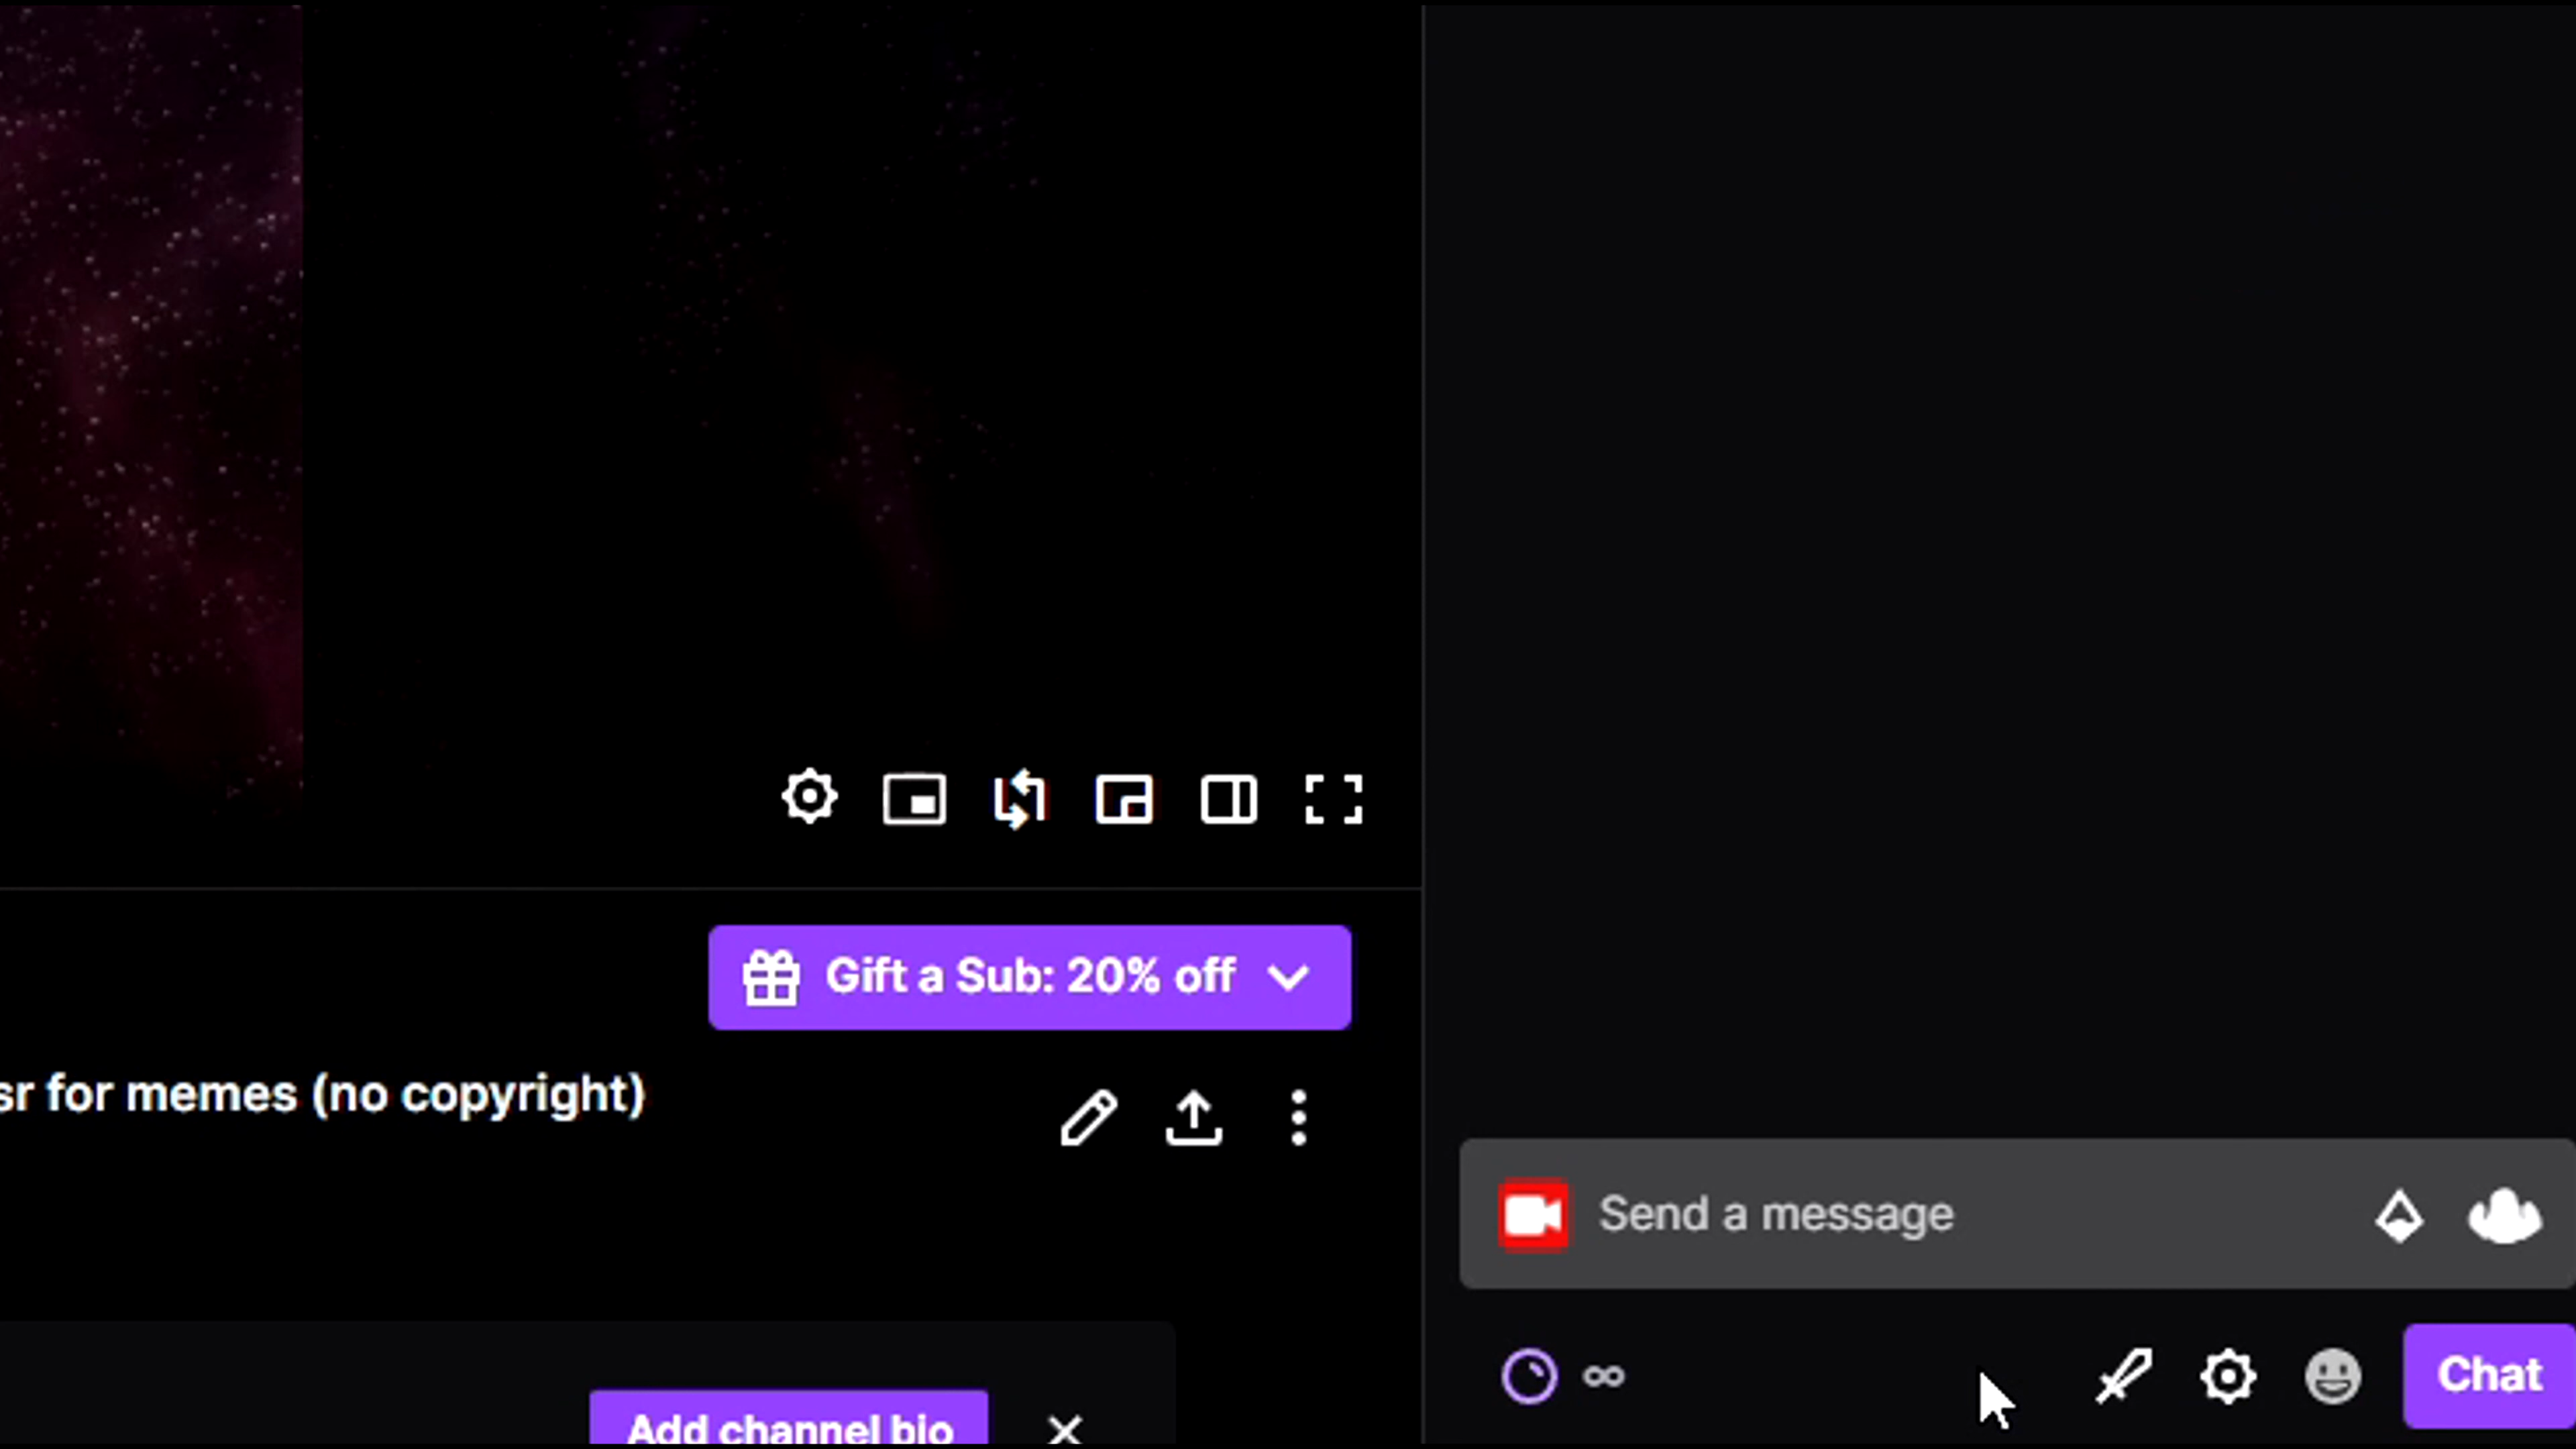 Gift a Sub: 20% off
sr for memes (no copyright)
Send a message
∞
Chat
Add channel bio